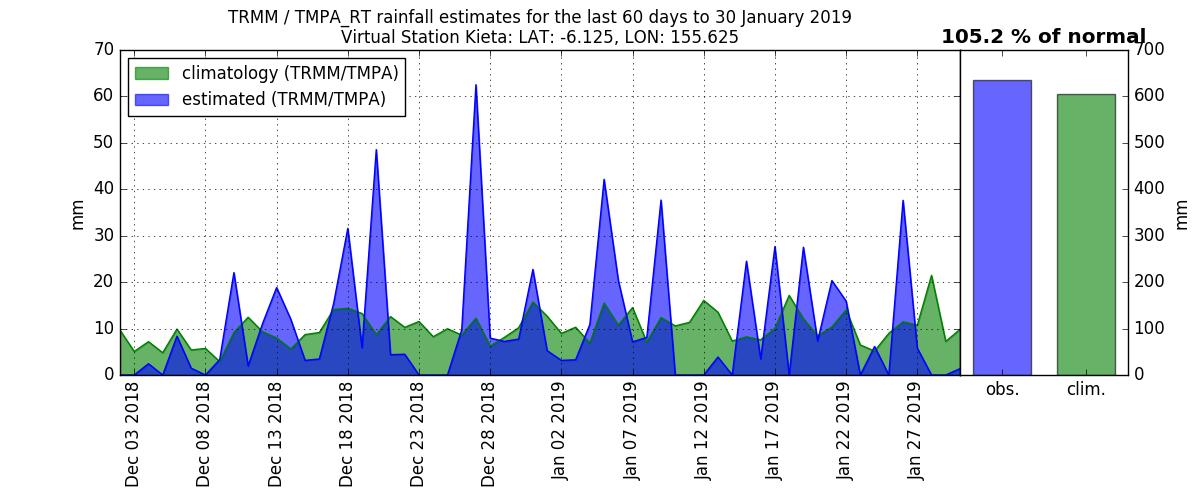 TRMM / TMPA_RT rainfall estimates for the last 60 days to 30 January 2019
Virtual Station Kieta: LAT: -6.125, LON: 155.625
105.2 % of normal
climatology (TRMM/TMPA)
estimated (TRMM/TMPA)
mm
70
60
50
40
30
20
10
0
Dec 03 2018
Dec 08 2018
Dec 13 2018
Dec 18 2018
Dec 23 2018
Dec 28 2018
Jan 02 2019
Jan 07 2019
Jan 12 2019
Jan 17 2019
Jan 22 2019
Jan 27 2019
obs.
clim.
700
600
500
400
300
200
100
0
mm